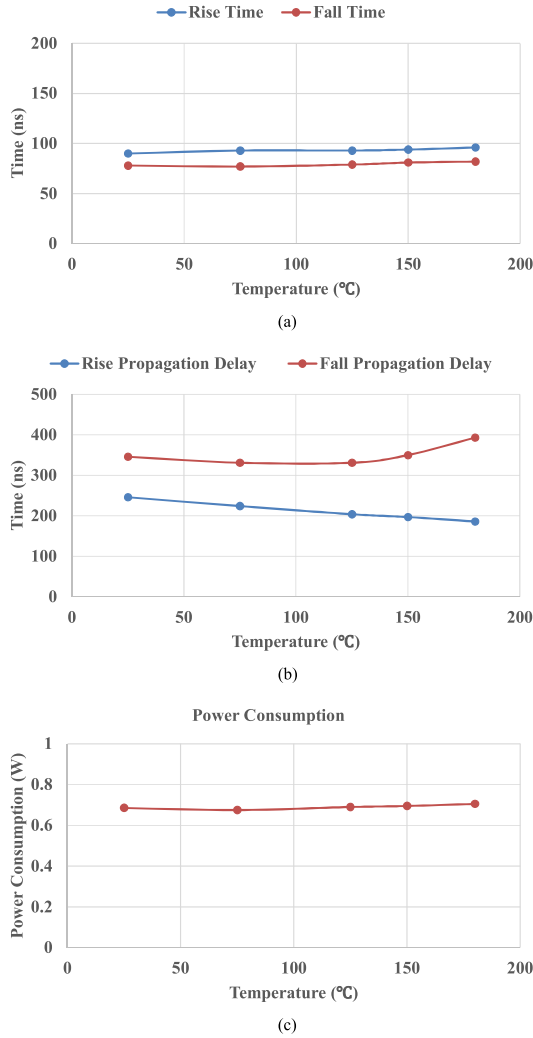 Rise Time Fall Time
200
150
100
50
0
Time (ns)
0 50 100 150 200
Temperature (℃)
(a)
Rise Propagation Delay Fall Propagation Delay
500
400
300
200
100
0
Time (ns)
0 50 100 150 200
Temperature (℃)
(b)
Power Consumption
1
0.8
0.6
0.4
0.2
0
Power Consumption (W)
0 50 100 150 200
Temperature (℃)
(c)